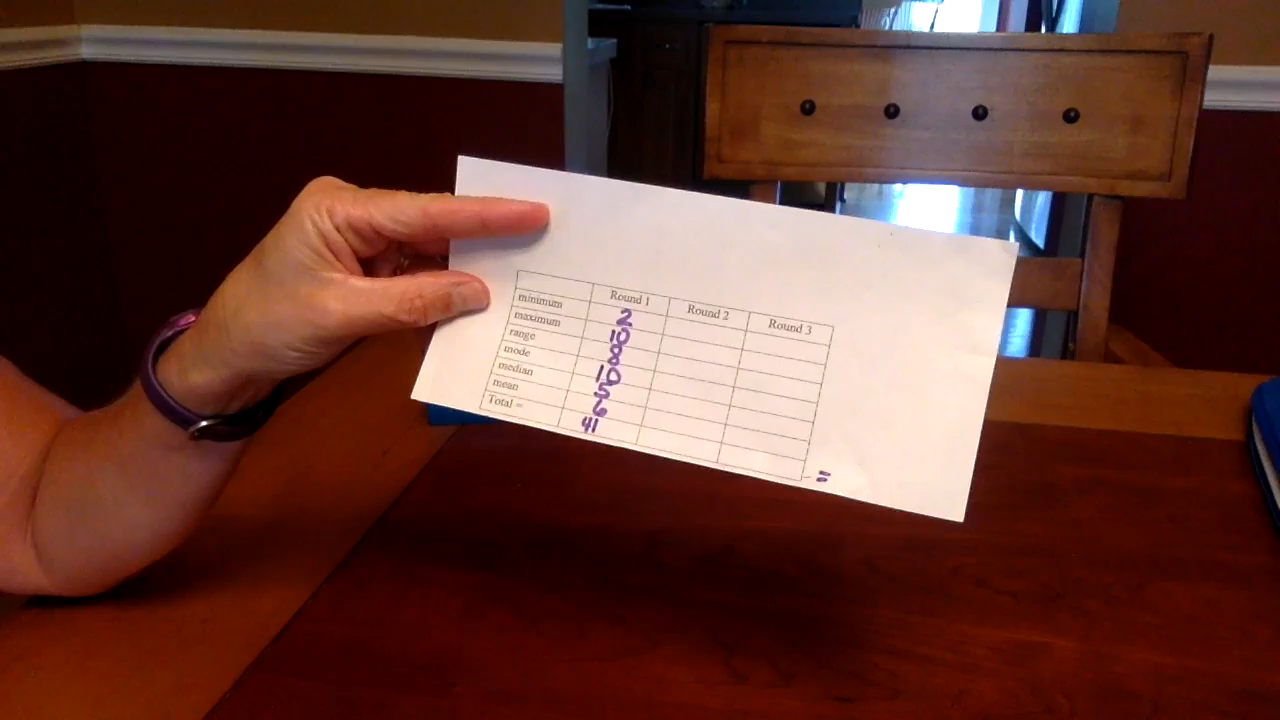 Round 1 Round 2 Round 3
minimum 2
maximum 10
range 8
mode 10
median 5
mean 6
Total = 41
=